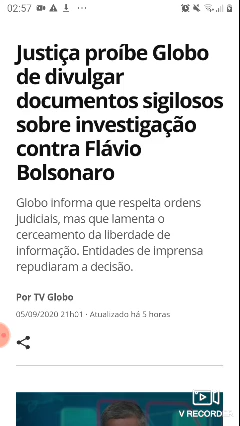 02:57
Justiça proíbe Globo
de divulgar
documentos sigilosos
sobre investigação
contra Flávio
Bolsonaro
Globo informa que respeita ordens
judiciais, mas que lamenta o
cerceamento da liberdade de
informação. Entidades de imprensa
repudiaram a decisão.
Por TV Globo
05/09/2020 21h01 · Atualizado há 5 horas
V RECORDER